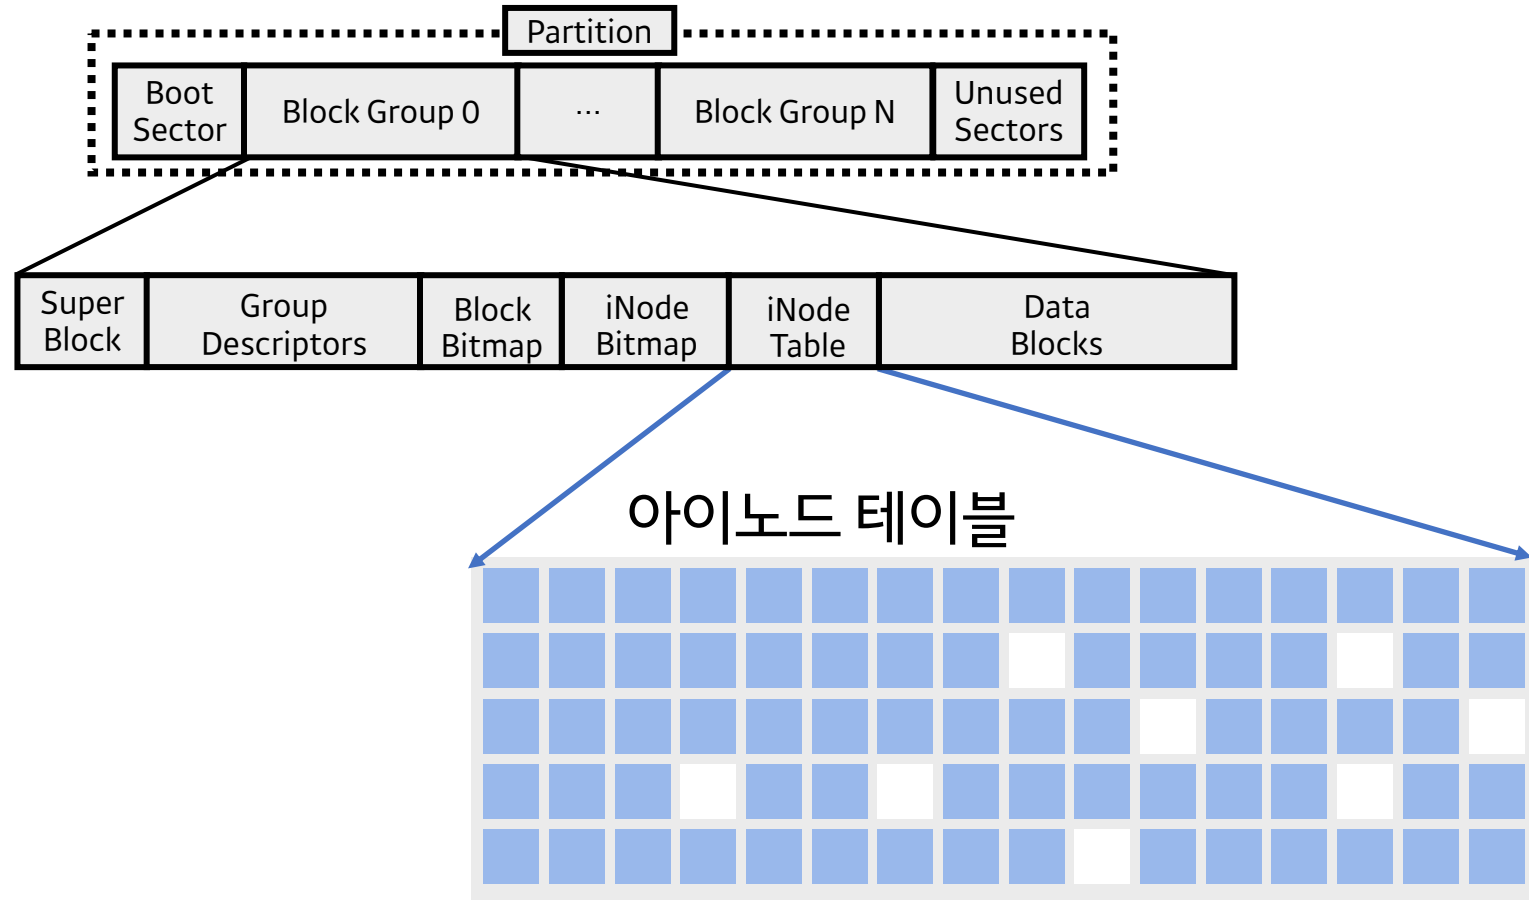 Partition
Boot
Sector
Block Group 0
...
Block Group N
Unused
Sectors
Super
Block
Group
Descriptors
Block
Bitmap
iNode
Bitmap
iNode
Table
Data
Blocks
아이노드 테이블